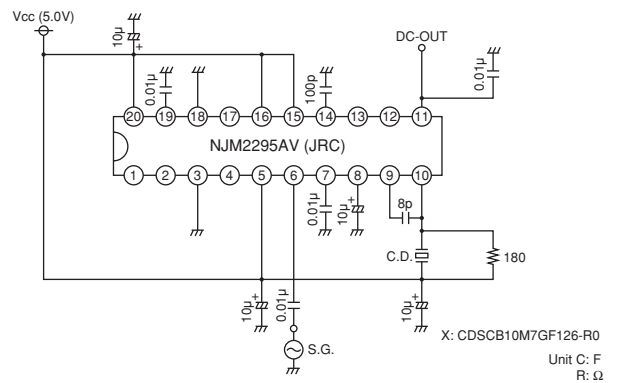 Vcc (5.0V)
10µ
+
DC-OUT
0.01µ
0.01µ
100p
20
19
18
17
16
15
14
13
12
11
NJM2295AV (JRC)
1
2
3
4
5
6
7
8
9
10
0.01µ
10µ
+
8p
C.D.
180
10µ
+
0.01µ
10µ
+
S.G.
X: CDSCB10M7GF126-R0
Unit C: F
R: Ω